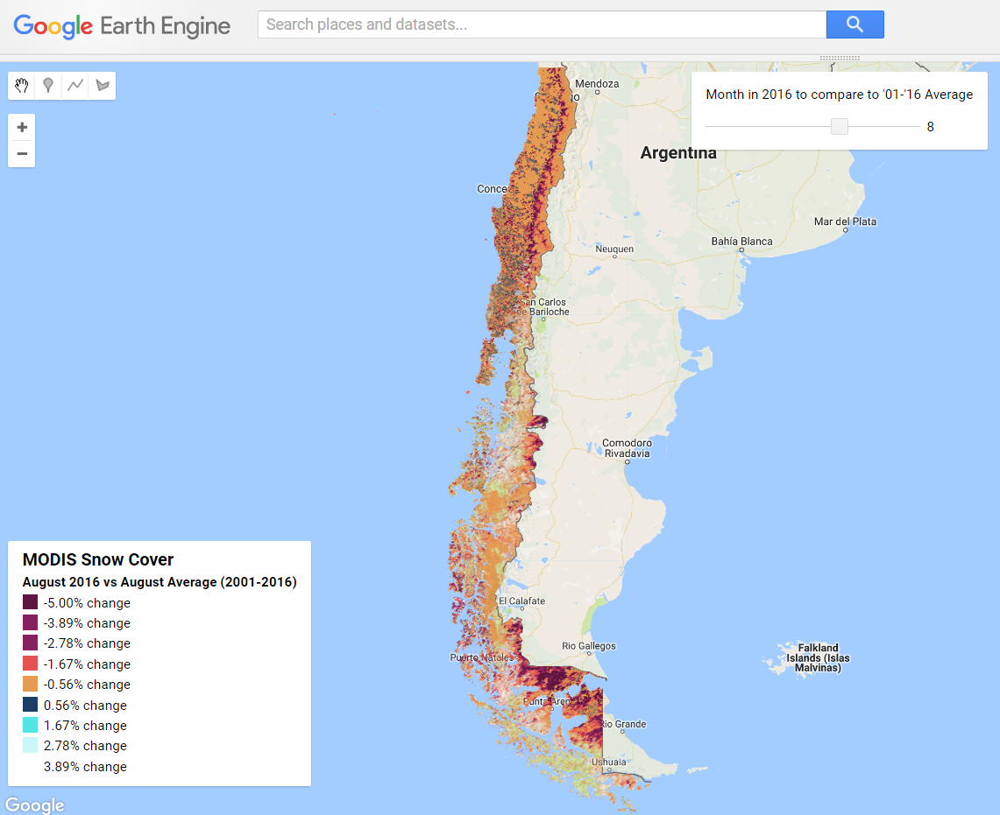 Google Earth Engine
Search places and datasets...
Month in 2016 to compare to '01-'16 Average
8
Mendoza
go
Argentina
Conce
Mar del Plata
Bahía Blanca
Neuquen
San Carlos
de Bariloche
Comodoro
Rivadavia
El Calafate
Rio Gallegos
Puerto Natales
Falkland
Islands (Islas
Malvinas)
Punta Aren
Rio Grande
Ushuaia
MODIS Snow Cover
August 2016 vs August Average (2001-2016)
-5.00% change
-3.89% change
-2.78% change
-1.67% change
-0.56% change
0.56% change
1.67% change
2.78% change
3.89% change
Google